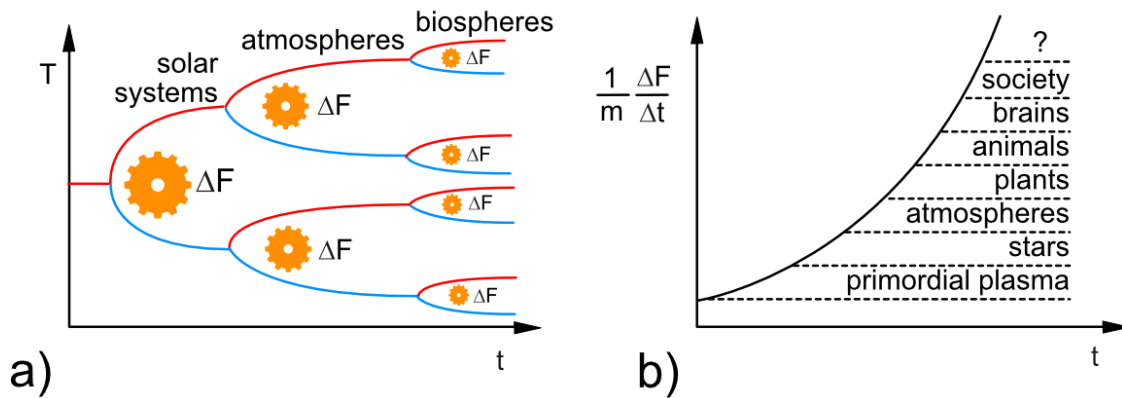 T
solar
systems
atmospheres
biospheres
ΔF
ΔF
ΔF
ΔF
ΔF
ΔF
ΔF
t
a)
1/m ΔF/Δt
?
society
brains
animals
plants
atmospheres
stars
primordial plasma
t
b)